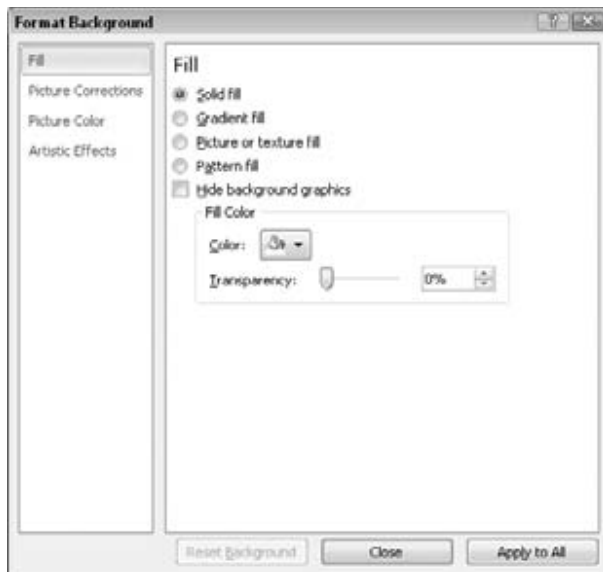 Format Background
Fill
Picture Corrections
Picture Color
Artistic Effects
Fill
Solid fill
Gradient fill
Picture or texture fill
Pattern fill
Hide background graphics
Fill Color
Color:
Transparency: 0%
Reset Background Close Apply to All